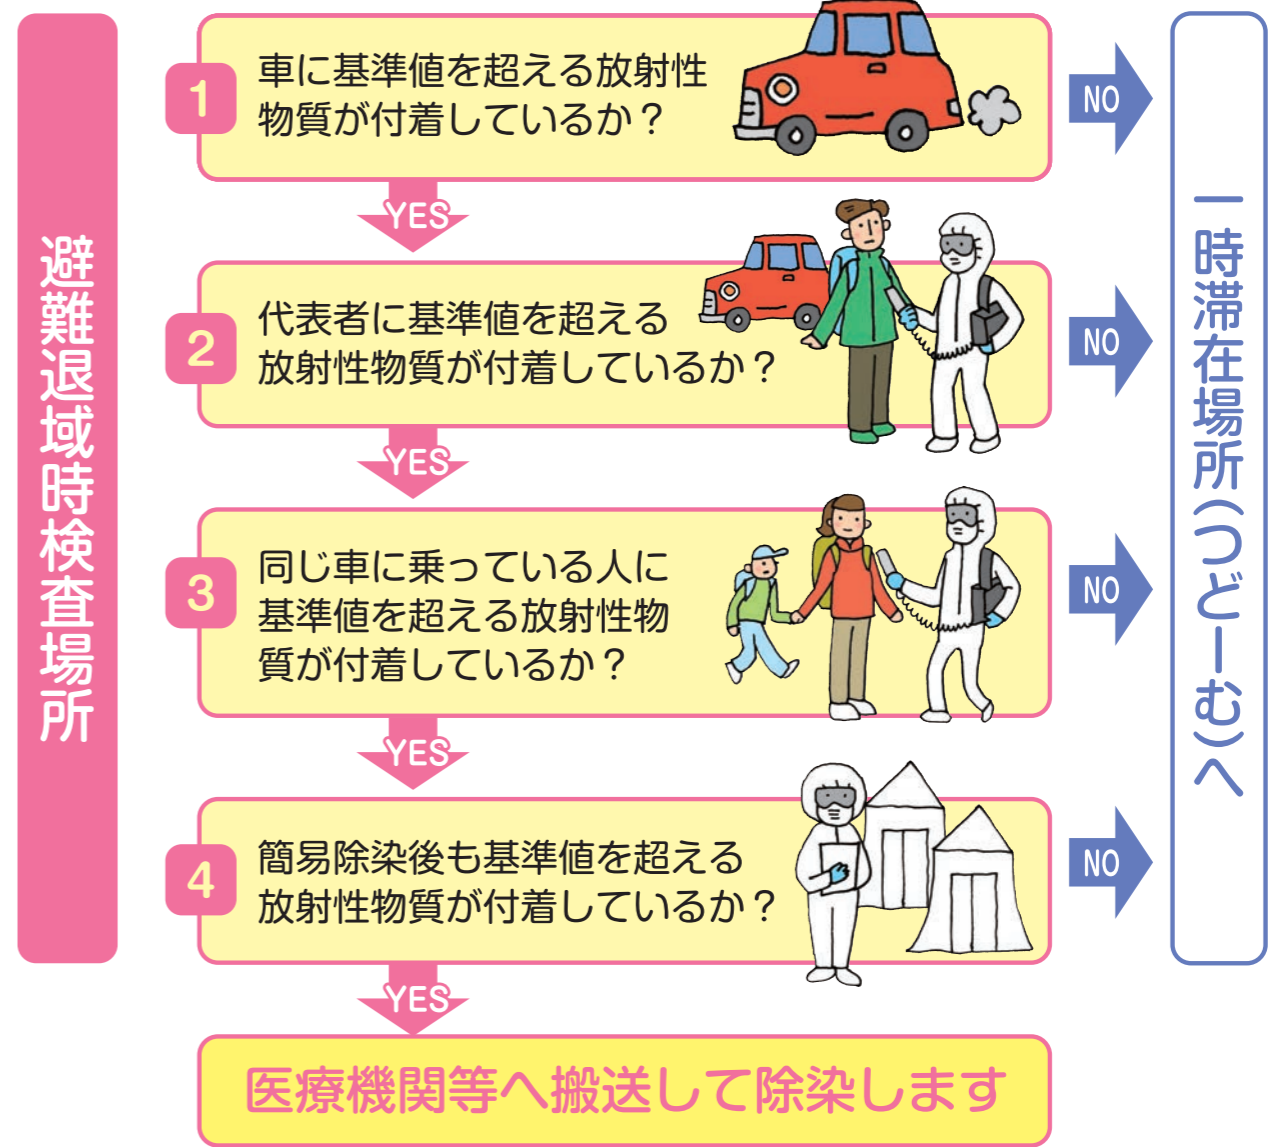 避難退域時検査場所
1
車に基準値を超える放射性
物質が付着しているか？
NO
YES
2
代表者に基準値を超える
放射性物質が付着しているか？
NO
YES
3
同じ車に乗っている人に
基準値を超える放射性物
質が付着しているか？
NO
YES
4
簡易除染後も基準値を超える
放射性物質が付着しているか？
NO
YES
医療機関等へ搬送して除染します
一時滞在場所(つどーむ)へ